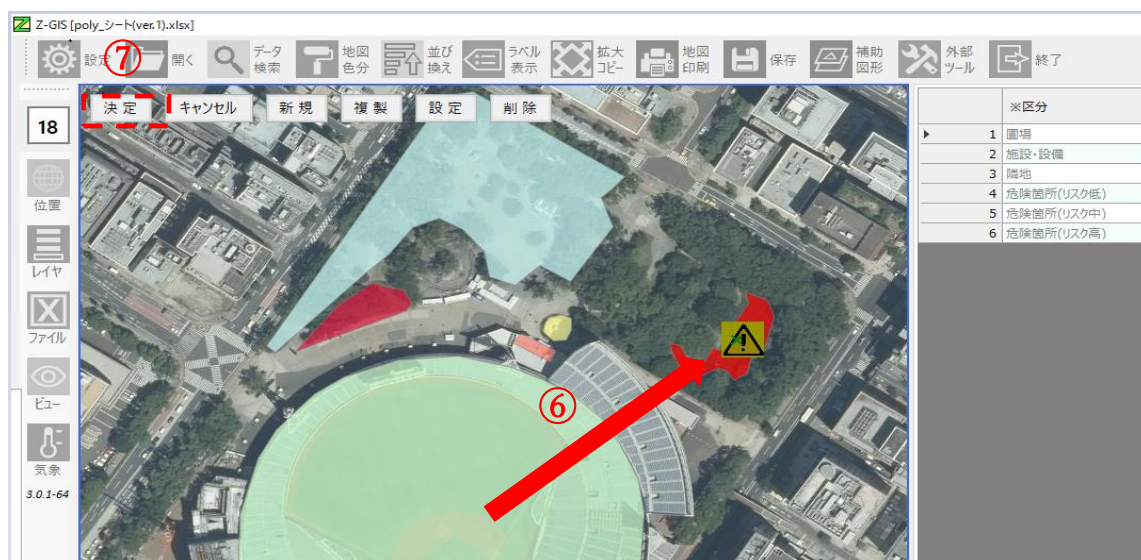 Z-GIS [poly_シート(ver.1).xlsx]
設定 ⑦ 開く データ検索 地図色分 並び換え ラベル表示 拡大コピー 地図印刷 保存 補助図形 外部ツール 終了
決定 キャンセル 新規 複製 設定 削除
18
位置
レイヤ
ファイル
ビュー
気象
3.0.1-64
⑥
※区分
1 圃場
2 施設・設備
3 隣地
4 危険箇所(リスク低)
5 危険箇所(リスク中)
6 危険箇所(リスク高)